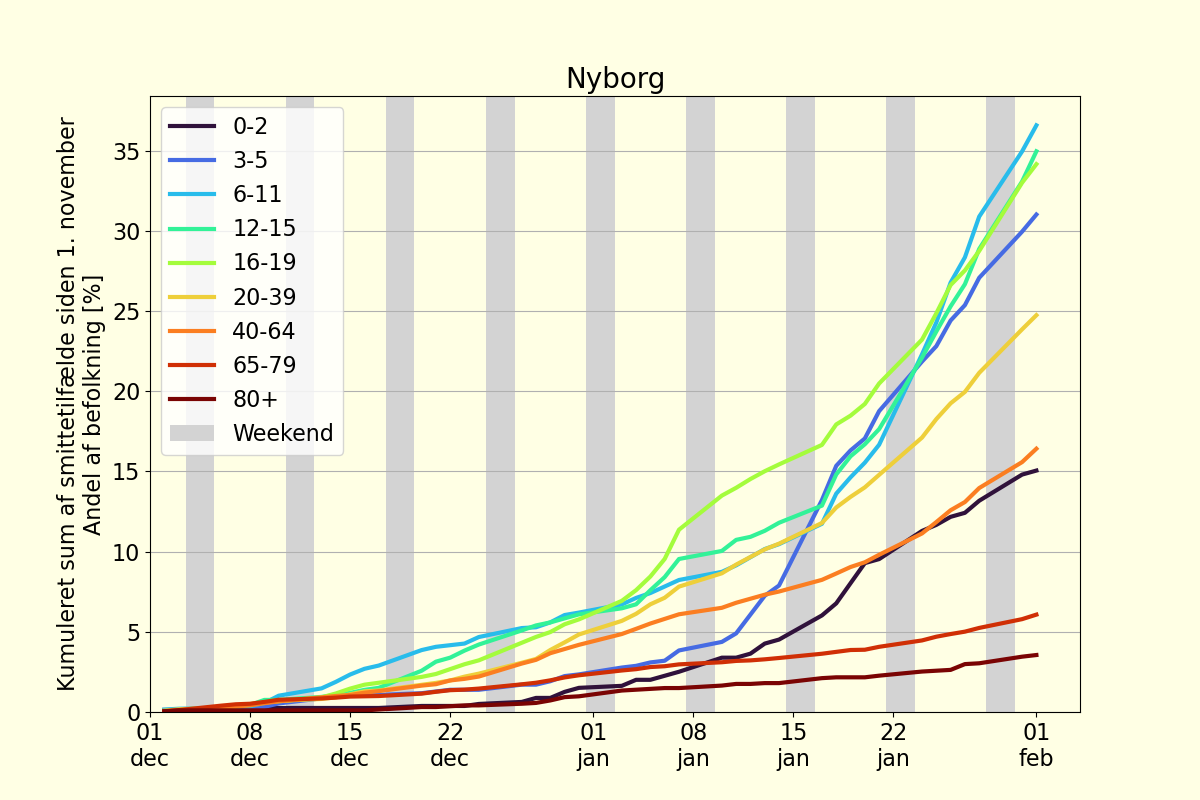 Nyborg
Kumuleret sum af smittetilfælde siden 1. november
Andel af befolkning [%]
35
30
25
20
15
10
5
0
0-2
3-5
6-11
12-15
16-19
20-39
40-64
65-79
80+
Weekend
01 08 15 22 01 08 15 22 01
dec dec dec dec jan jan jan jan feb